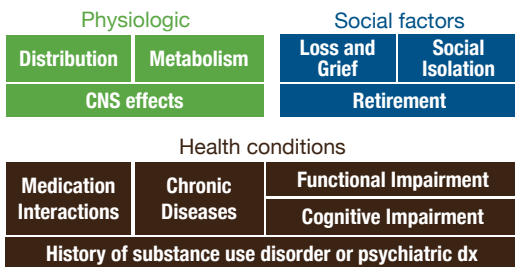 Physiologic
Distribution
Metabolism
CNS effects
Social factors
Loss and
Grief
Social
Isolation
Retirement
Health conditions
Medication
Interactions
Chronic
Diseases
Functional Impairment
Cognitive Impairment
History of substance use disorder or psychiatric dx